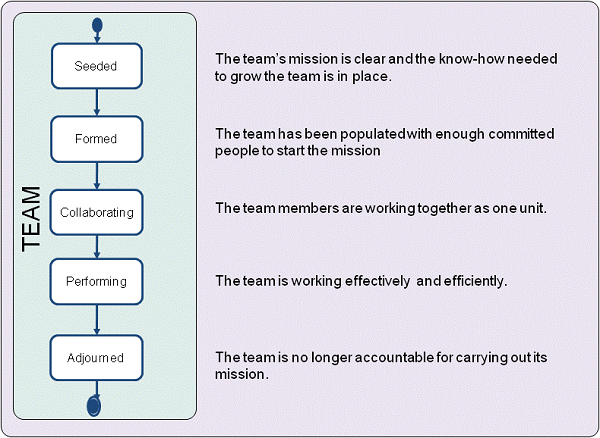 TEAM
Seeded
The team's mission is clear and the know-how needed
to grow the team is in place.
Formed
The team has been populated with enough committed
people to start the mission
Collaborating
The team members are working together as one unit.
Performing
The team is working effectively and efficiently.
Adjourned
The team is no longer accountable for carrying out its
mission.